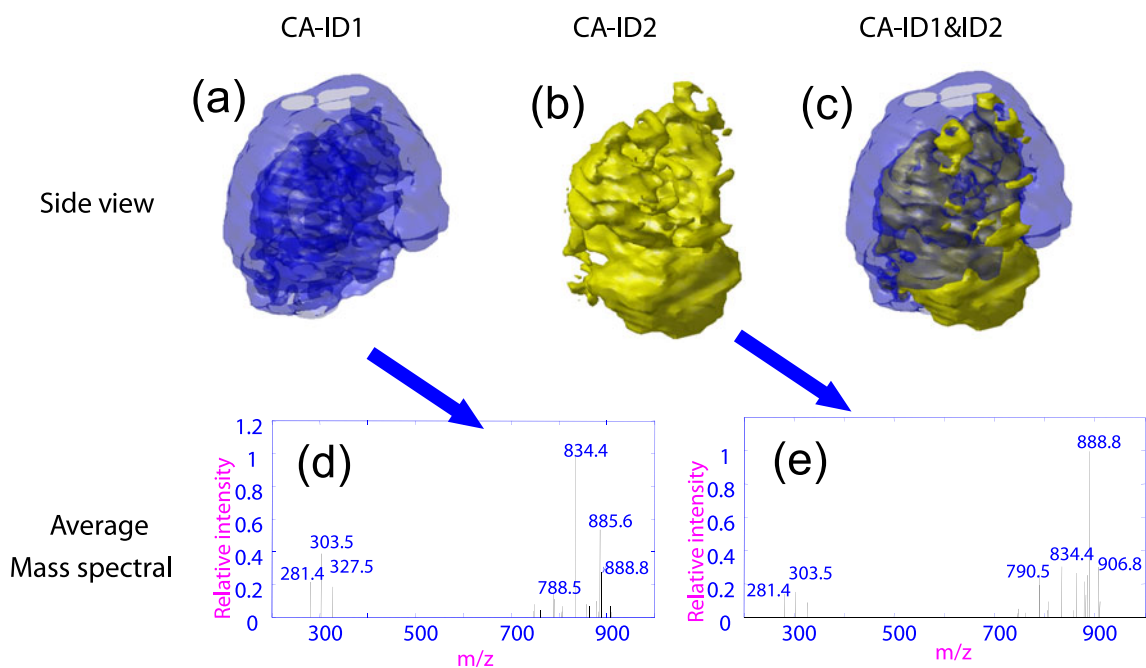 CA-ID1 CA-ID2 CA-ID1&ID2
(a) (b) (c)
Side view
Average
Mass spectral
(d)
Relative intensity
1.2
1
0.8
0.6
0.4
0.2
0
834.4
885.6
303.5
281.4 327.5
788.5 888.8
300 500 700 900
m/z
(e)
Relative intensity
1
0.8
0.6
0.4
0.2
0
888.8
834.4
790.5 906.8
281.4 303.5
300 500 700 900
m/z